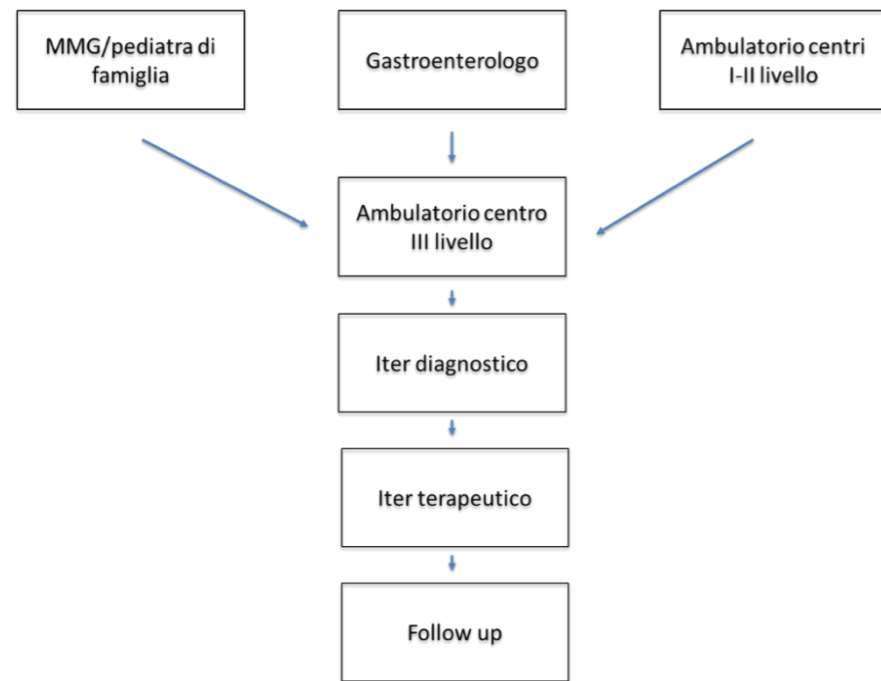 MMG/pediatra di
famiglia
Gastroenterologo
Ambulatorio centri
I-II livello
Ambulatorio centro
III livello
Iter diagnostico
Iter terapeutico
Follow up